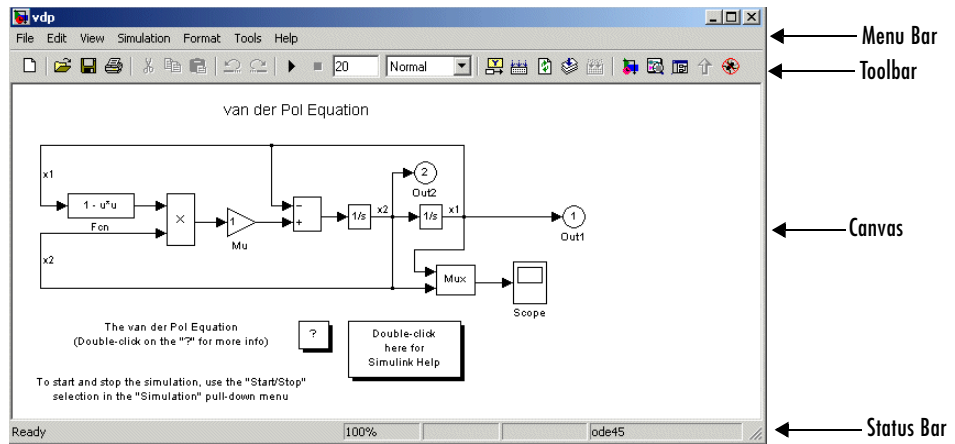 vdp
File Edit View Simulation Format Tools Help
Menu Bar
20 Normal
Toolbar
van der Pol Equation
x1
1 - u*u
Fcn
×
1
Mu
−
+
1/s
x2
2
Out2
1/s
x1
1
Out1
Canvas
x2
Mux
Scope
The van der Pol Equation
(Double-click on the "?" for more info)
?
Double-click
here for
Simulink Help
To start and stop the simulation, use the "Start/Stop"
selection in the "Simulation" pull-down menu
Ready 100% ode45
Status Bar